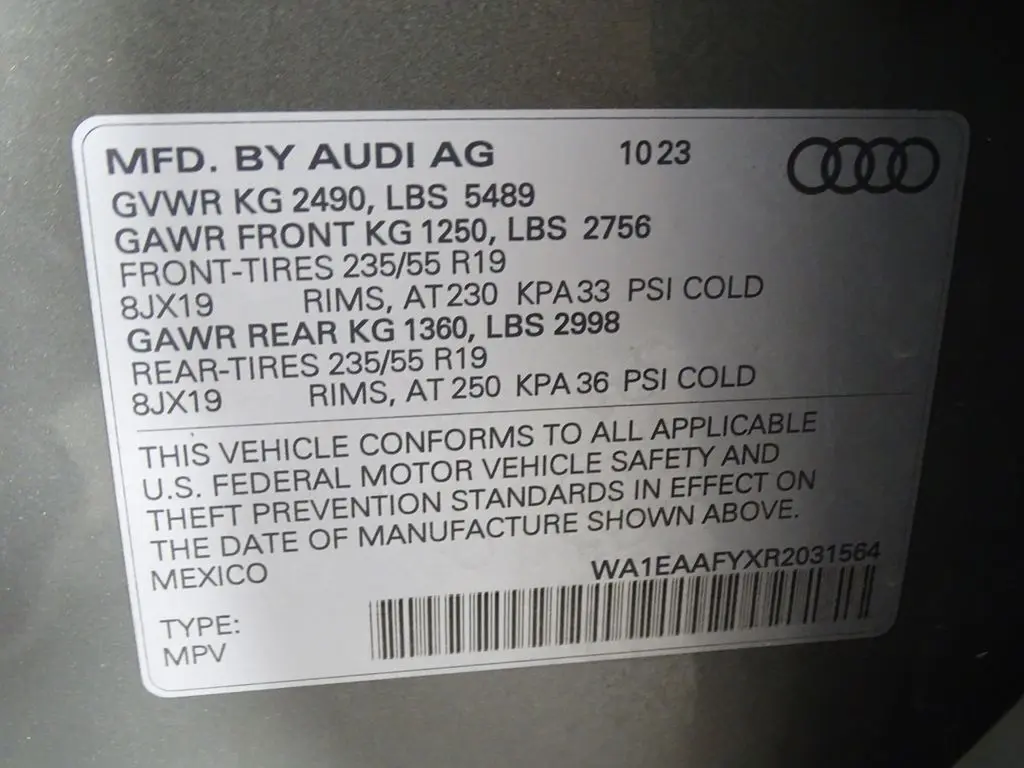 MFD. BY AUDI AG 10 23
GVWR KG 2490, LBS 5489
GAWR FRONT KG 1250, LBS 2756
FRONT-TIRES 235/55 R19
8JX19 RIMS, AT 230 KPA 33 PSI COLD
GAWR REAR KG 1360, LBS 2998
REAR-TIRES 235/55 R19
8JX19 RIMS, AT 250 KPA 36 PSI COLD
THIS VEHICLE CONFORMS TO ALL APPLICABLE
U.S. FEDERAL MOTOR VEHICLE SAFETY AND
THEFT PREVENTION STANDARDS IN EFFECT ON
THE DATE OF MANUFACTURE SHOWN ABOVE.
MEXICO WA1EAAFYXR2031564
TYPE:
MPV